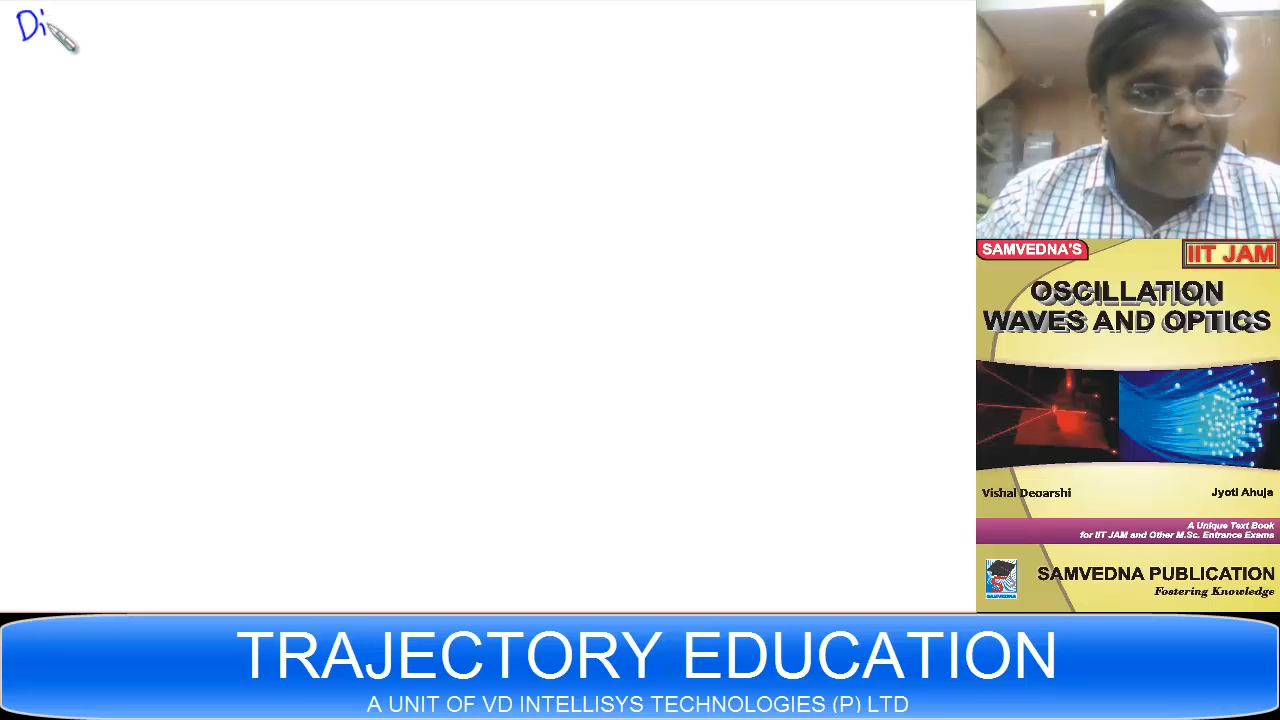 Di
SAMVEDNA'S
IIT JAM
OSCILLATION
WAVES AND OPTICS
Vishal Deoarshi
Jyoti Ahuja
A Unique Text Book
for IIT JAM and Other M.Sc. Entrance Exams
SAMVEDNA
SAMVEDNA PUBLICATION
Fostering Knowledge
TRAJECTORY EDUCATION
A UNIT OF VD INTELLISYS TECHNOLOGIES (P) LTD